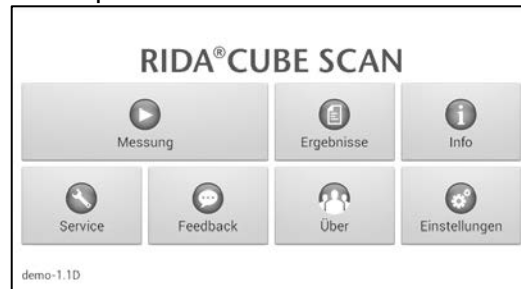 RIDA®CUBE SCAN
Messung
Ergebnisse
Info
Service
Feedback
Über
Einstellungen
demo-1.1D